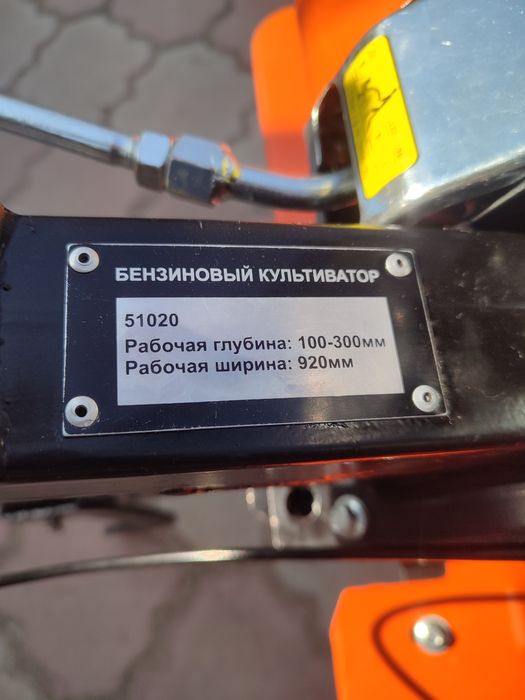 БЕНЗИНОВЫЙ КУЛЬТИВАТОР
51020
Рабочая глубина: 100-300мм
Рабочая ширина: 920мм